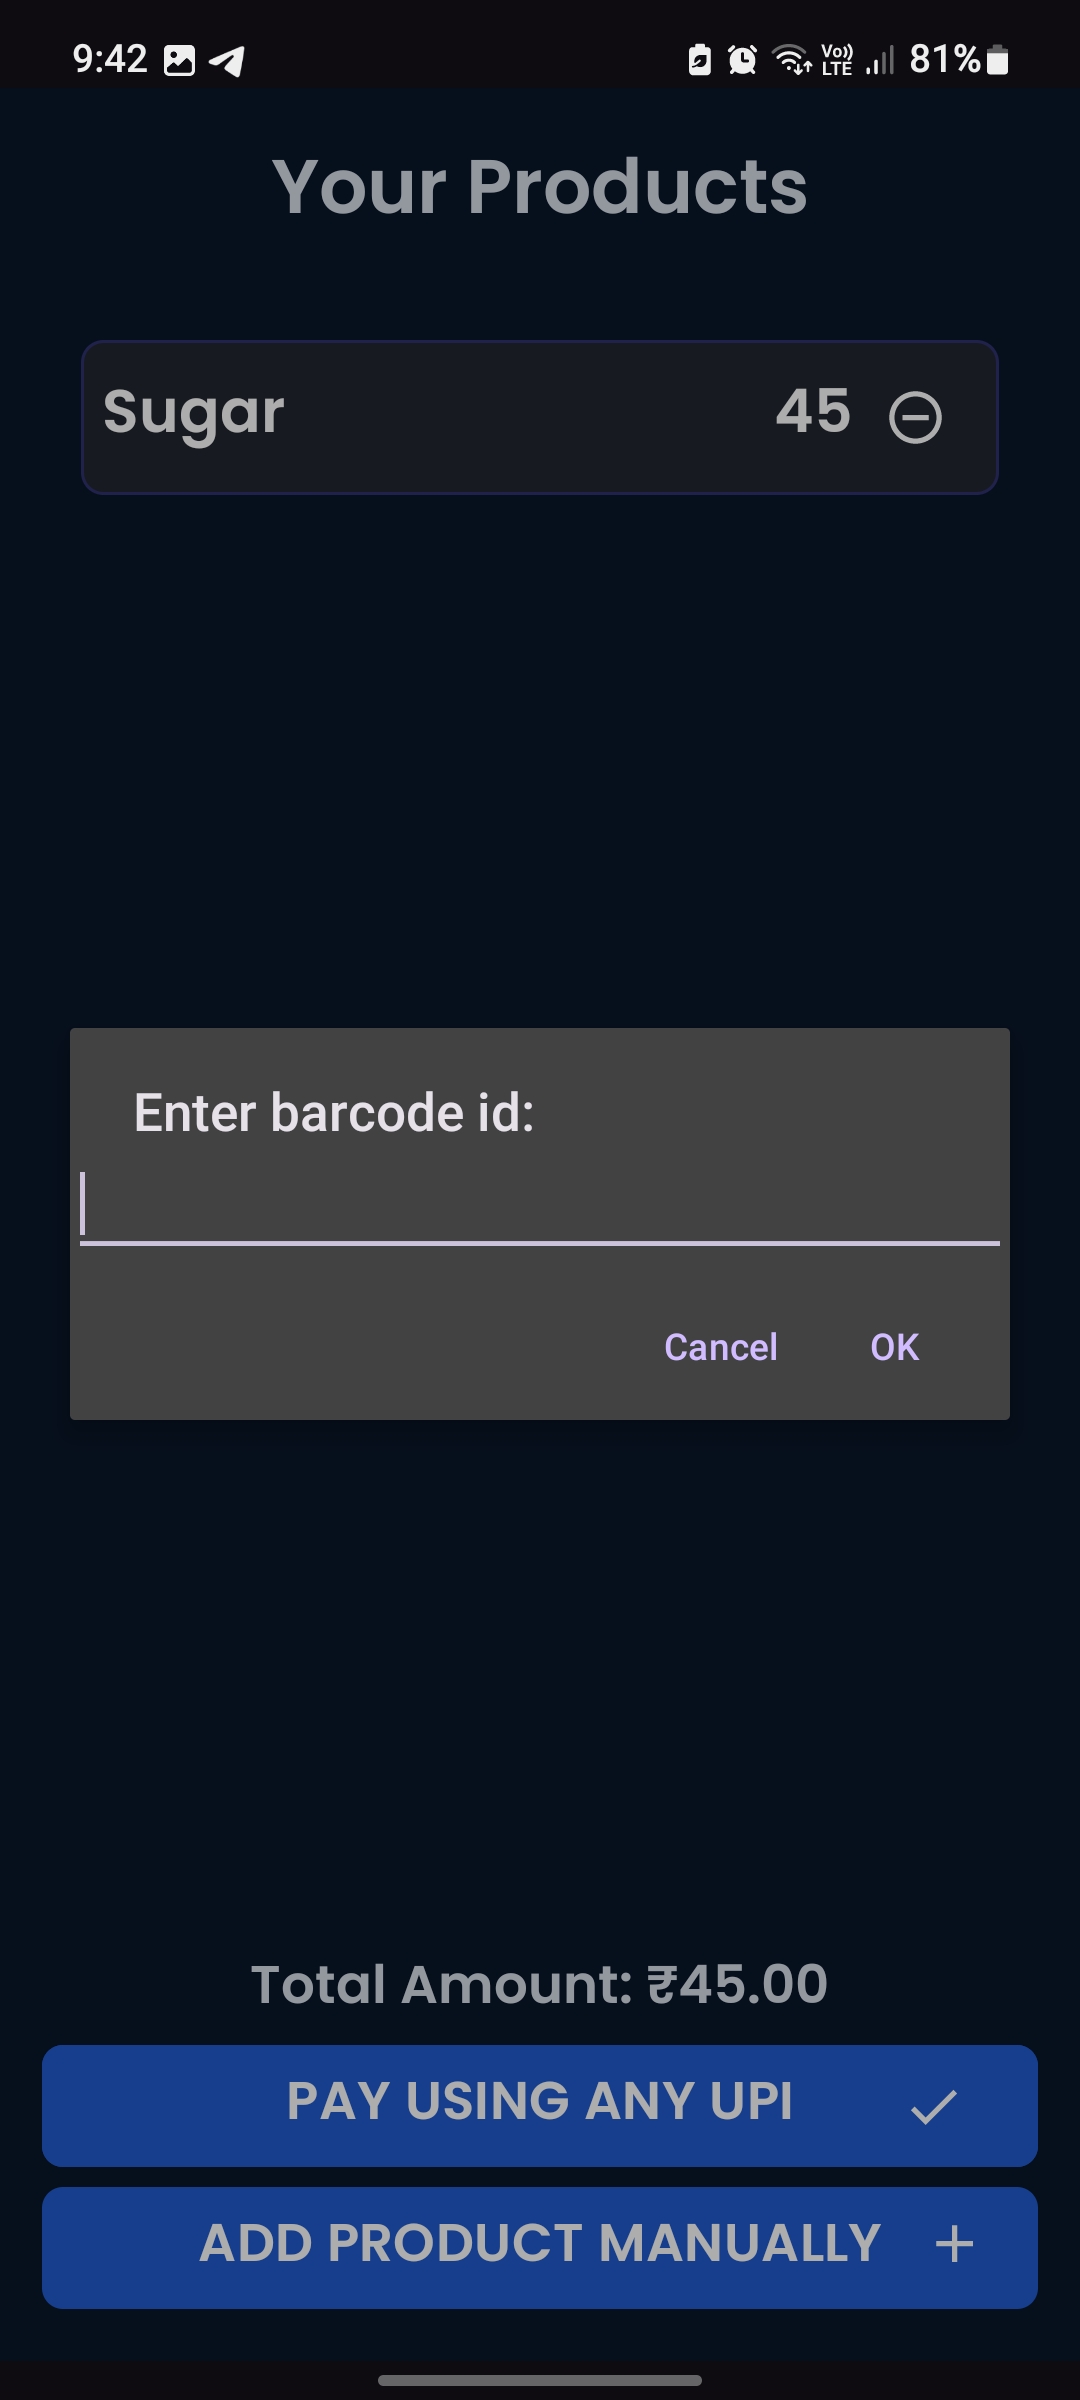 9:42 Vo)) LTE 81%
Your Products
Sugar 45
Enter barcode id:
Cancel OK
Total Amount: ₹45.00
PAY USING ANY UPI
ADD PRODUCT MANUALLY